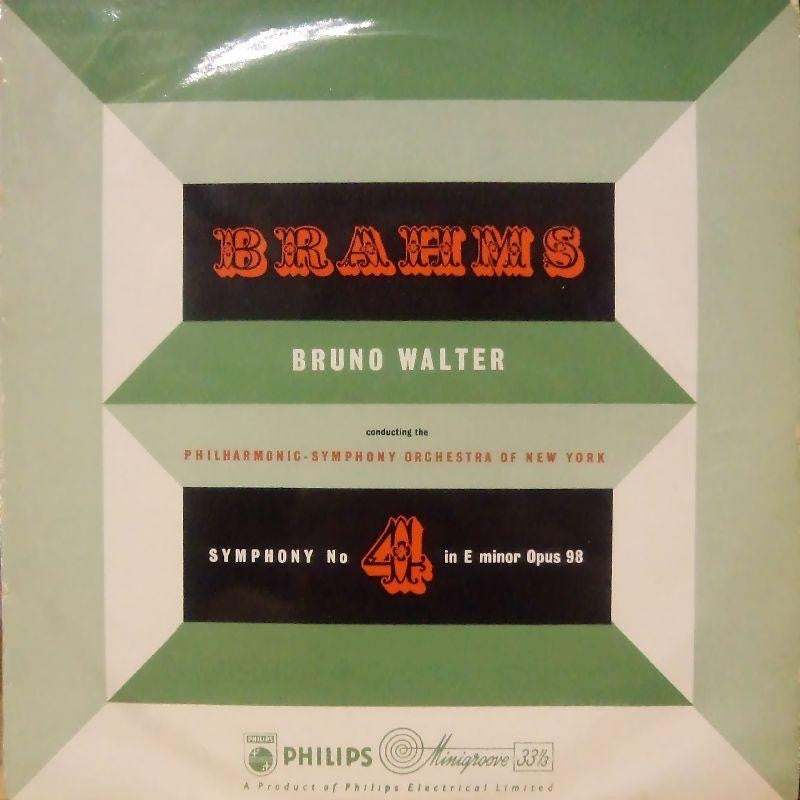 BRAHMS
BRUNO WALTER
conducting the
PHILHARMONIC-SYMPHONY ORCHESTRA OF NEW YORK
SYMPHONY No 4 in E minor Opus 98
PHILIPS
PHILIPS Minigroove 33⅓
A Product of Philips Electrical Limited